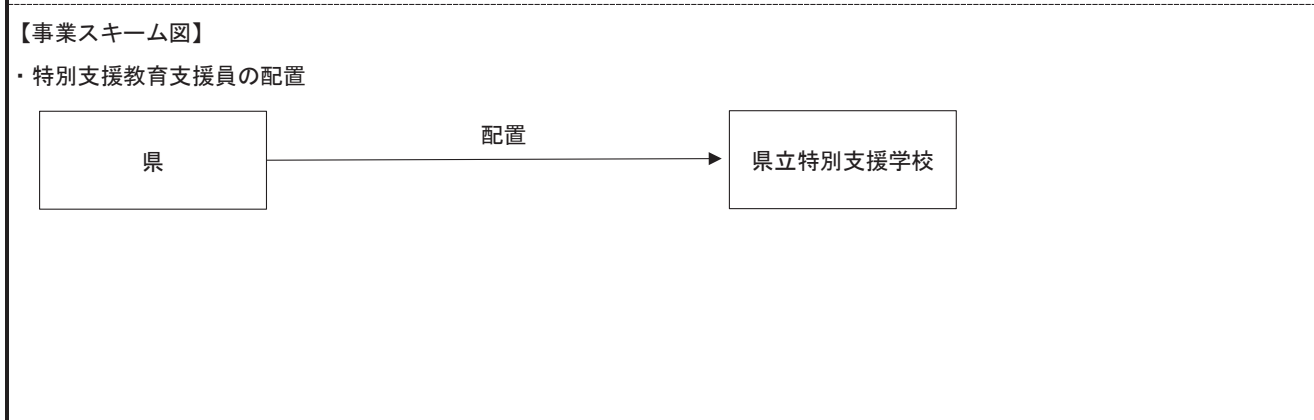 【事業スキーム図】
・特別支援教育支援員の配置
配置
県
県立特別支援学校